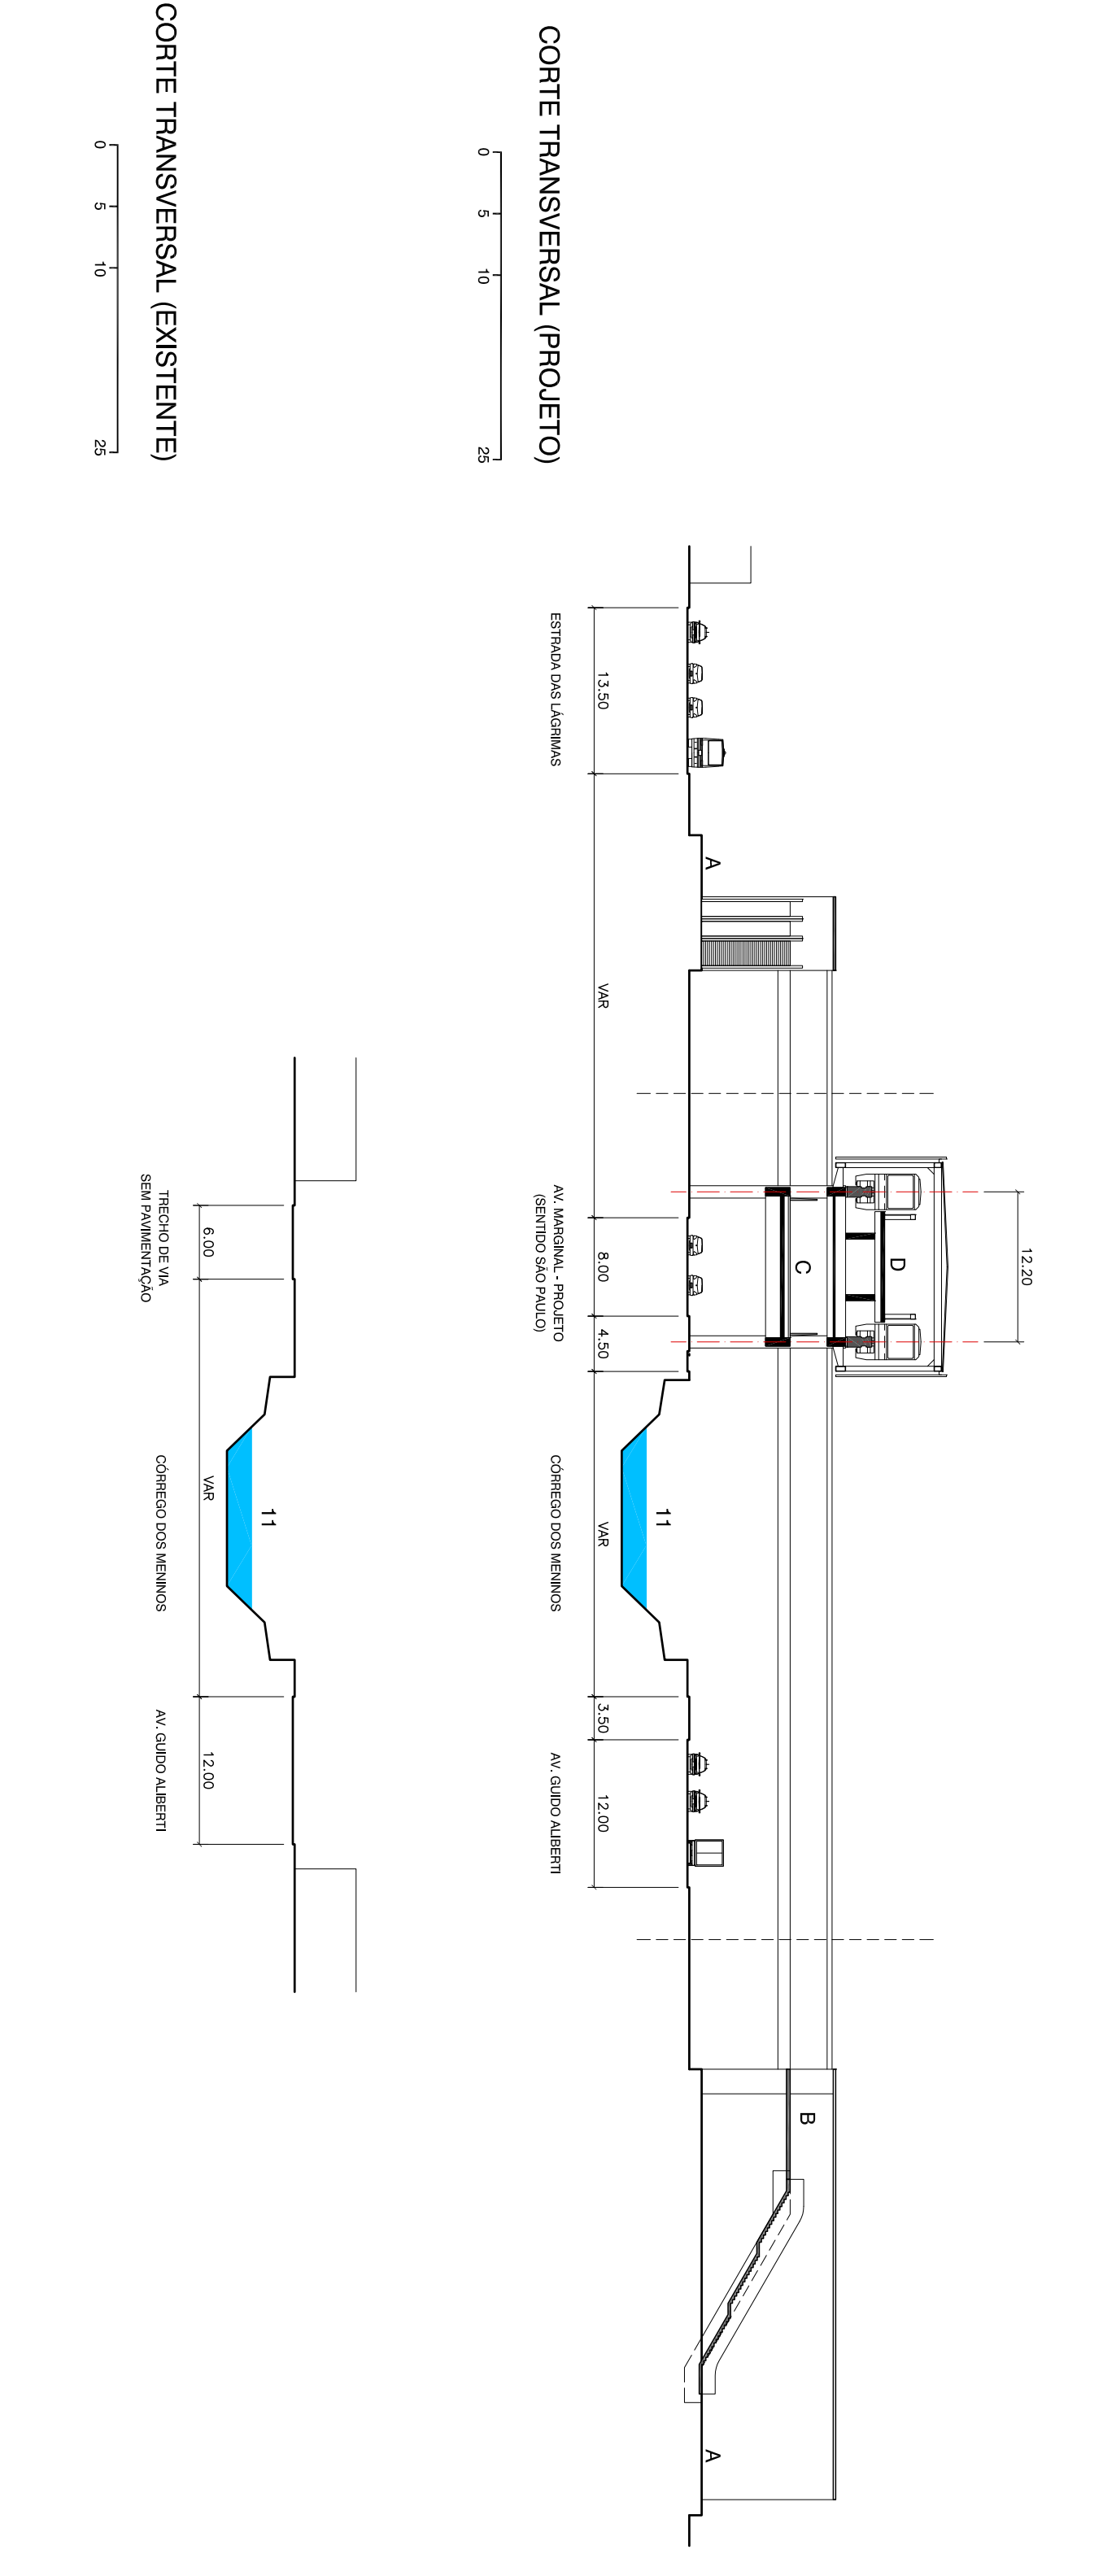 12.20
D
C
B
A
A
11
13.50
VAR
8.00
4.50
VAR
3.50
12.00
ESTRADA DAS LÁGRIMAS
AV. MARGINAL - PROJETO
(SENTIDO SÃO PAULO)
CÓRREGO DOS MENINOS
AV. GUIDO ALIBERTI
CORTE TRANSVERSAL (PROJETO)
0 5 10 25
11
6.00
VAR
12.00
TRECHO DE VIA
SEM PAVIMENTAÇÃO
CÓRREGO DOS MENINOS
AV. GUIDO ALIBERTI
CORTE TRANSVERSAL (EXISTENTE)
0 5 10 25